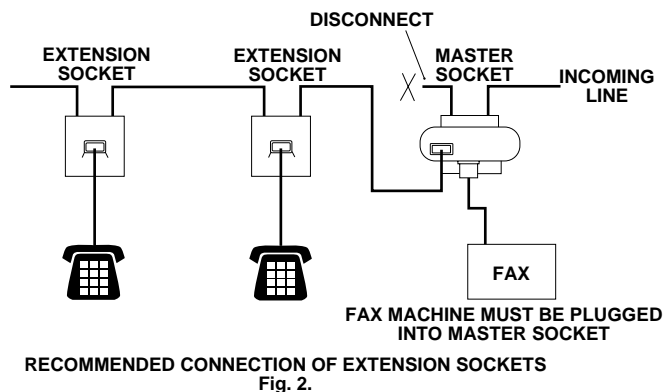 DISCONNECT
EXTENSION
SOCKET
EXTENSION
SOCKET
MASTER
SOCKET
INCOMING
LINE
FAX
FAX MACHINE MUST BE PLUGGED
INTO MASTER SOCKET
RECOMMENDED CONNECTION OF EXTENSION SOCKETS
Fig. 2.